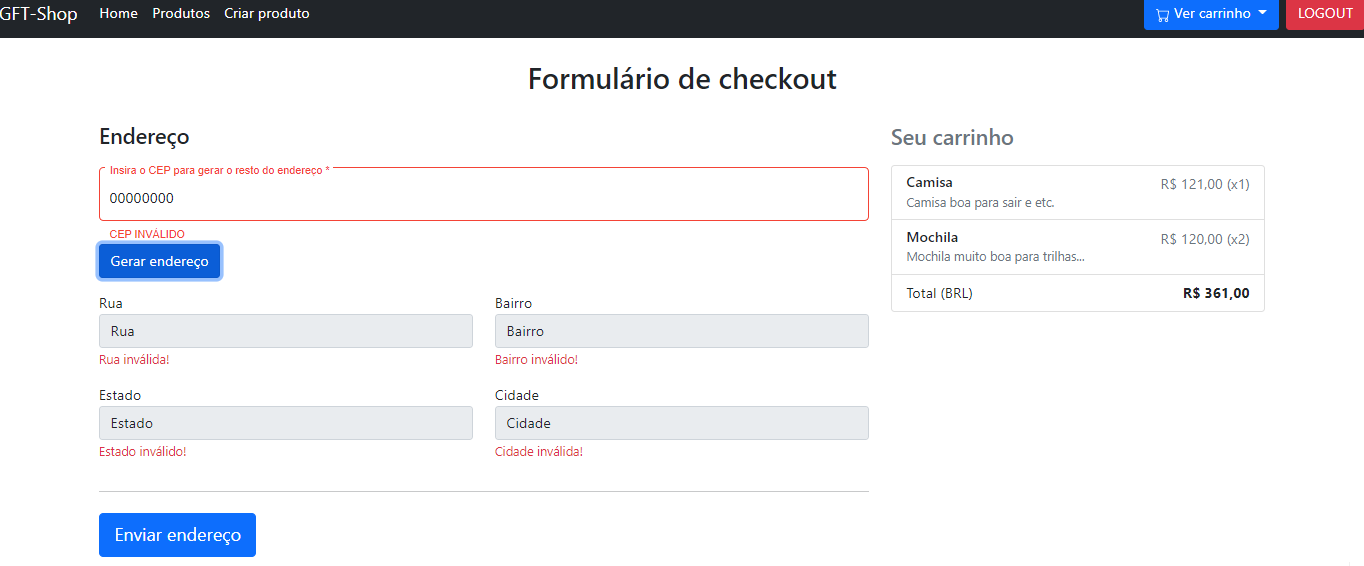 GFT-Shop Home Produtos Criar produto Ver carrinho LOGOUT
Formulário de checkout
Endereço
Insira o CEP para gerar o resto do endereço *
00000000
CEP INVÁLIDO
Gerar endereço
Rua Bairro
Rua Bairro
Rua inválida! Bairro inválido!
Estado Cidade
Estado Cidade
Estado inválido! Cidade inválida!
Enviar endereço
Seu carrinho
Camisa R$ 121,00 (x1)
Camisa boa para sair e etc.
Mochila R$ 120,00 (x2)
Mochila muito boa para trilhas...
Total (BRL) R$ 361,00